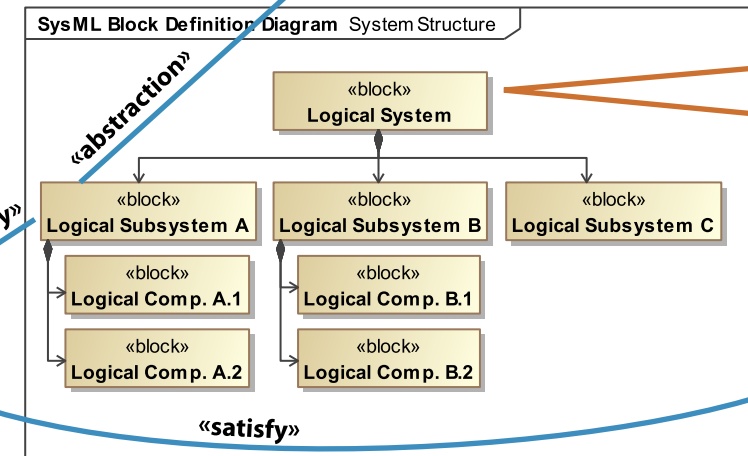 SysML Block Definition Diagram System Structure
«abstraction»
«block»
Logical System
y»
«block»
Logical Subsystem A
«block»
Logical Subsystem B
«block»
Logical Subsystem C
«block»
Logical Comp. A.1
«block»
Logical Comp. B.1
«block»
Logical Comp. A.2
«block»
Logical Comp. B.2
«satisfy»